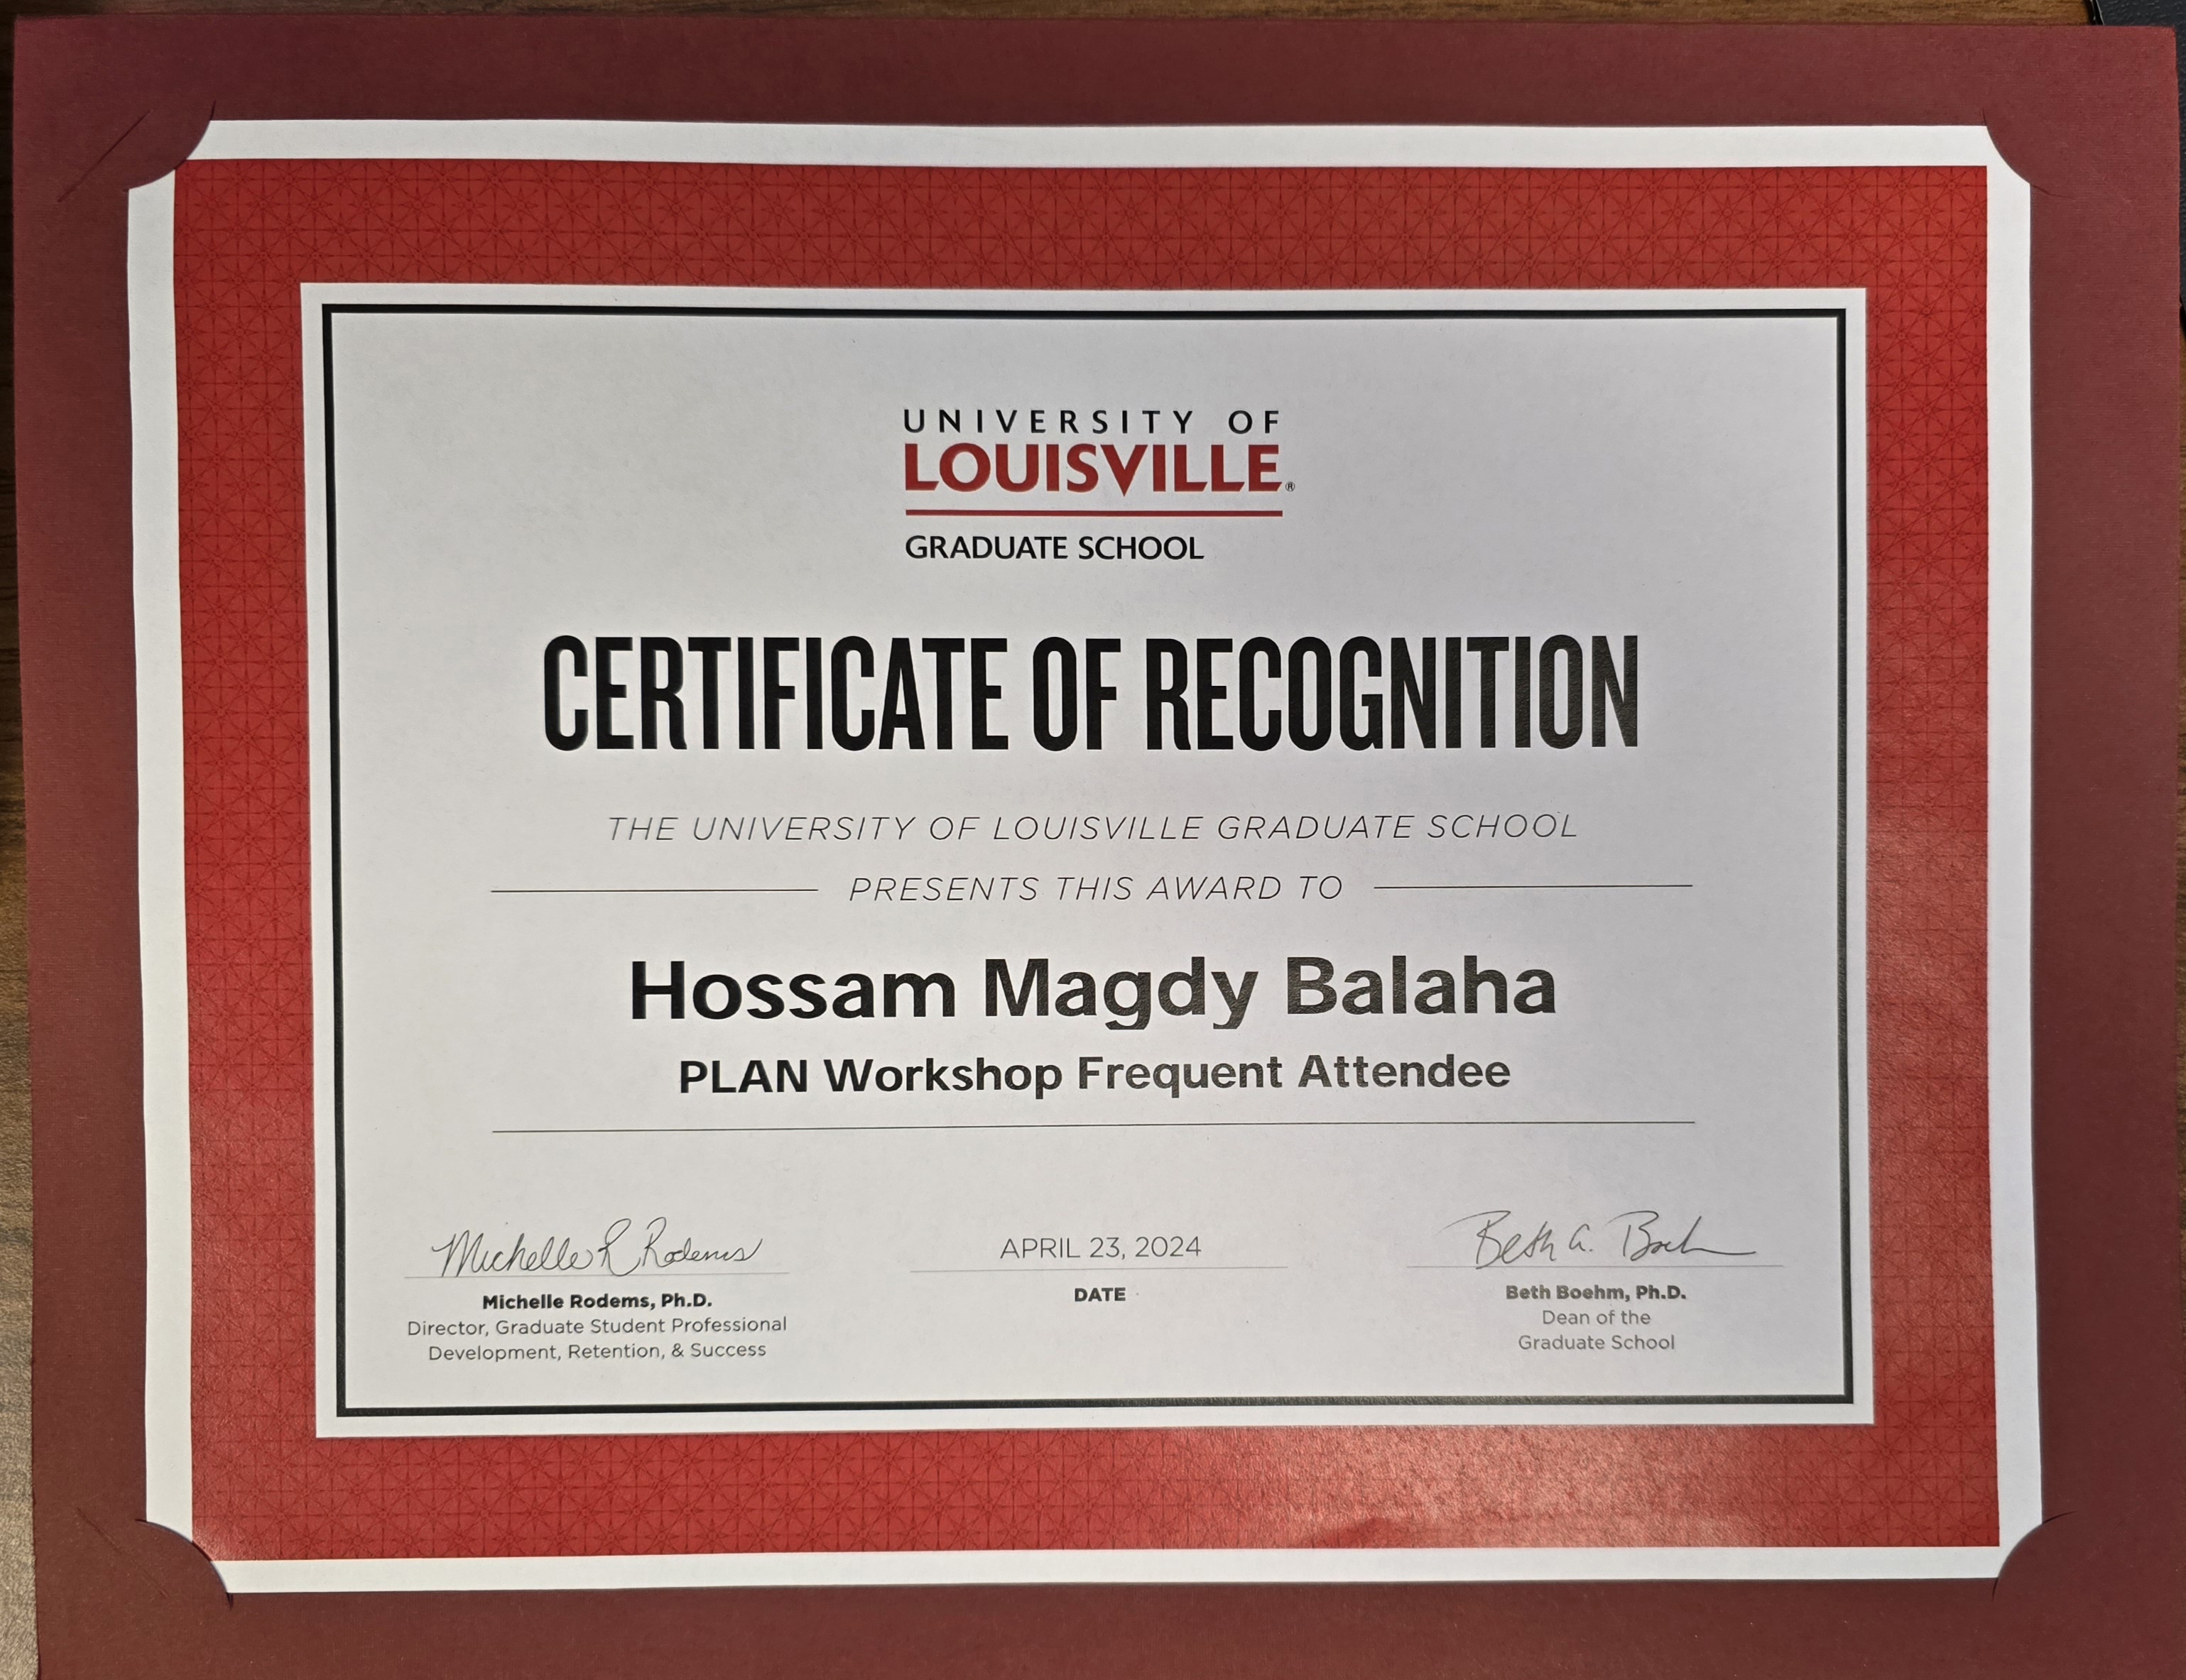 UNIVERSITY OF
LOUISVILLE®
GRADUATE SCHOOL
CERTIFICATE OF RECOGNITION
THE UNIVERSITY OF LOUISVILLE GRADUATE SCHOOL
PRESENTS THIS AWARD TO
Hossam Magdy Balaha
PLAN Workshop Frequent Attendee
Michelle R Rodems
Michelle Rodems, Ph.D.
Director, Graduate Student Professional
Development, Retention, & Success
APRIL 23, 2024
DATE
Beth A. Boehm
Beth Boehm, Ph.D.
Dean of the
Graduate School